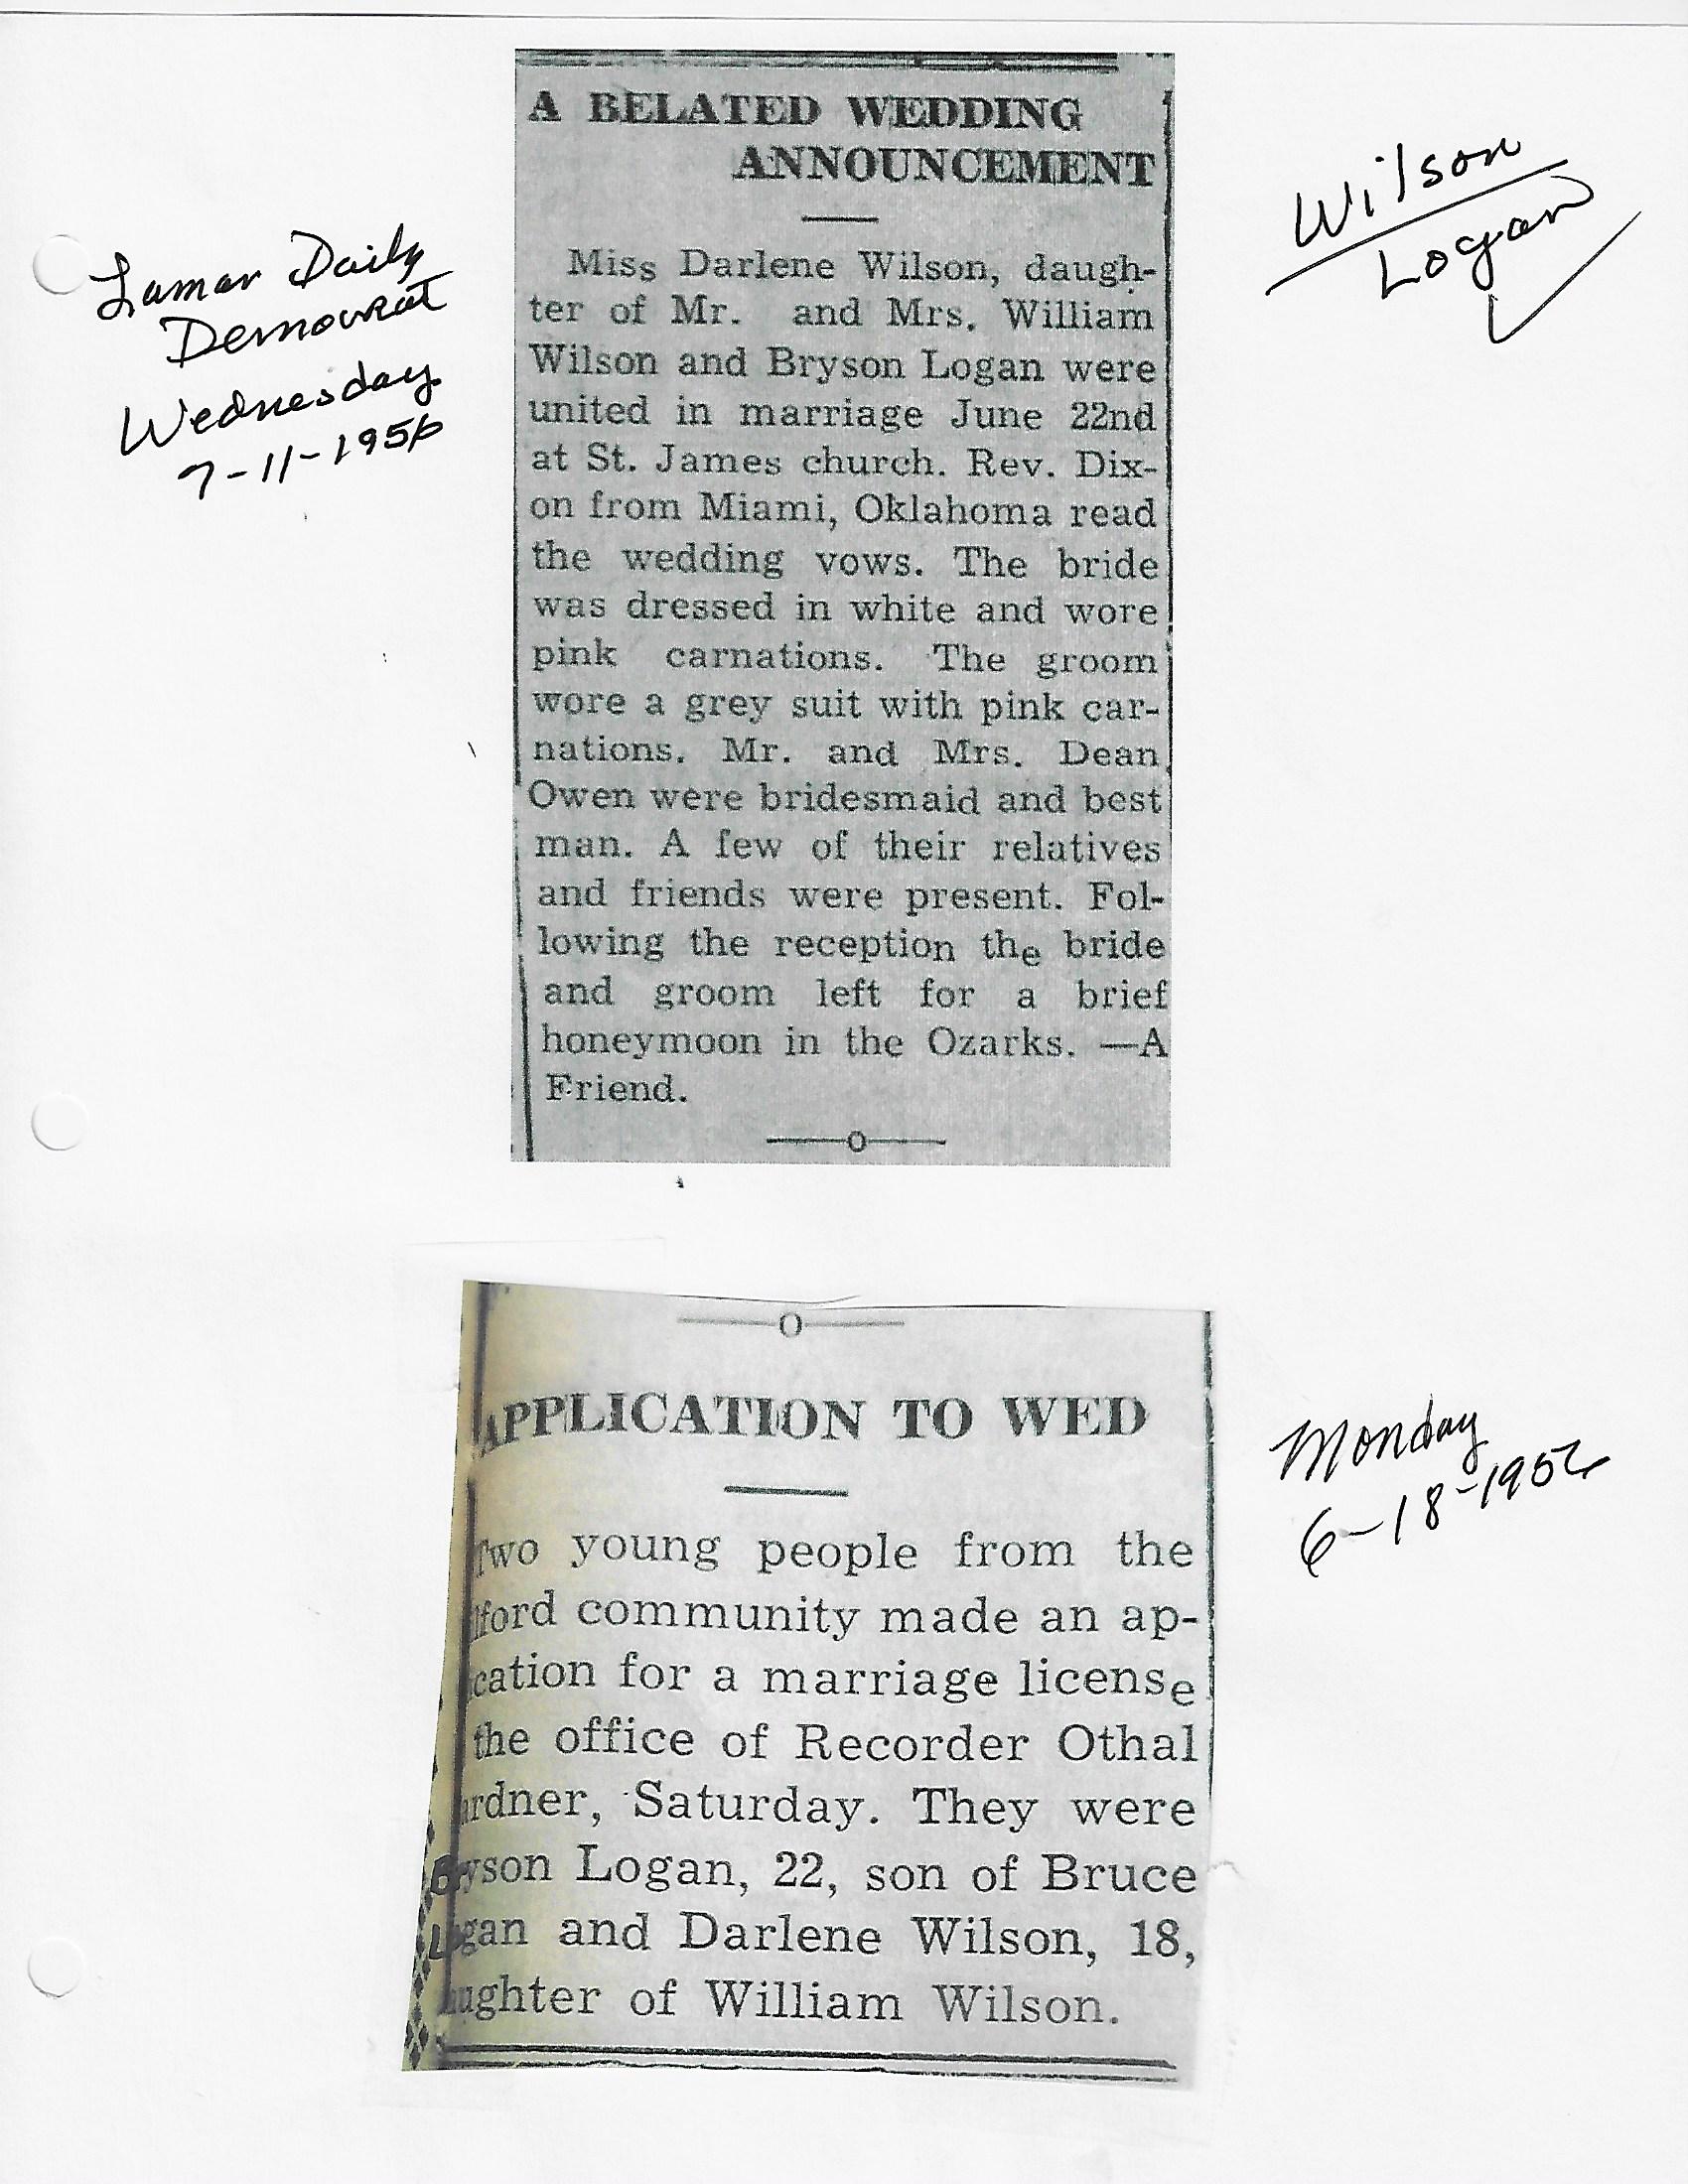 A BELATED WEDDING
ANNOUNCEMENT
Wilson
Logan
Lamar Daily
Democrat
Wednesday
7-11-1956
Miss Darlene Wilson, daugh-
ter of Mr. and Mrs. William
Wilson and Bryson Logan were
united in marriage June 22nd
at St. James church. Rev. Dix-
on from Miami, Oklahoma read
the wedding vows. The bride
was dressed in white and wore
pink carnations. The groom
wore a grey suit with pink car-
nations. Mr. and Mrs. Dean
Owen were bridesmaid and best
man. A few of their relatives
and friends were present. Fol-
lowing the reception the bride
and groom left for a brief
honeymoon in the Ozarks. —A
Friend.
APPLICATION TO WED
Monday
6-18-1956
Two young people from the
lford community made an ap-
cation for a marriage license
the office of Recorder Othal
ardner, Saturday. They were
Bryson Logan, 22, son of Bruce
Logan and Darlene Wilson, 18,
aughter of William Wilson.